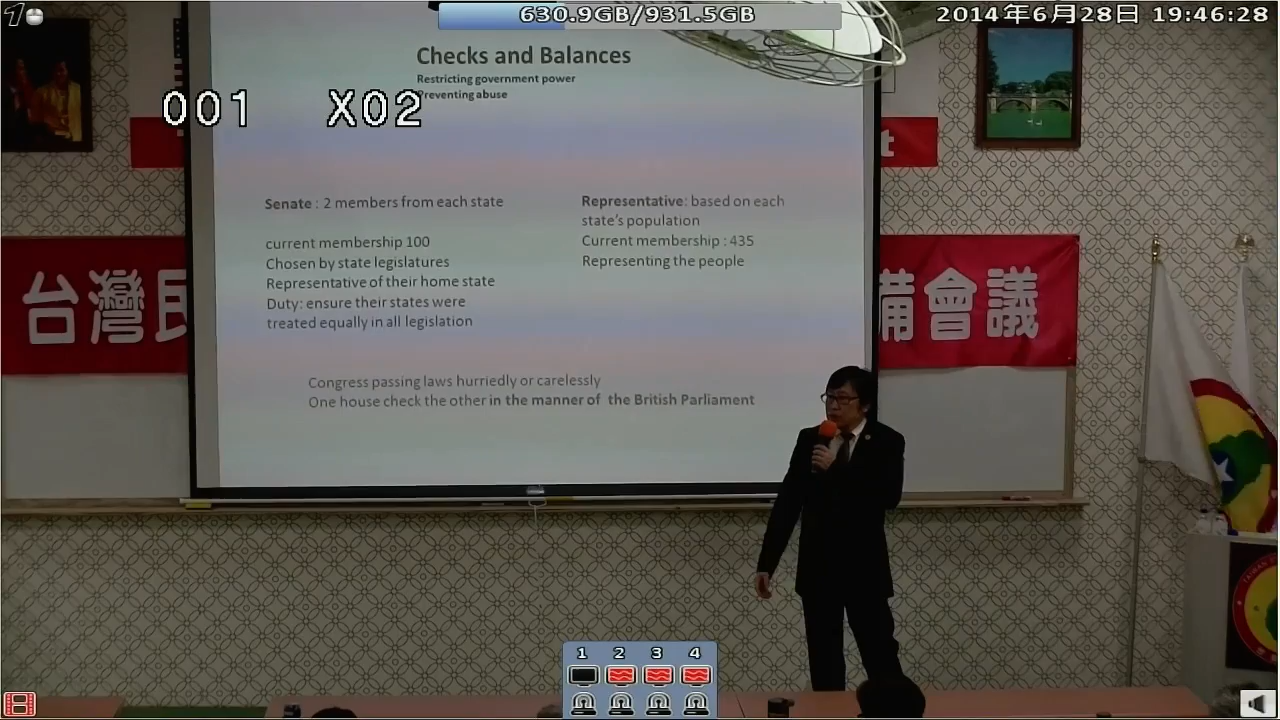 630.9GB/931.5GB
2014年6月28日 19:46:28
Checks and Balances
Restricting government power
Preventing abuse
001 X02
t
Senate : 2 members from each state
current membership 100
Chosen by state legislatures
Representative of their home state
Duty: ensure their states were
treated equally in all legislation
Representative: based on each
state's population
Current membership : 435
Representing the people
台灣民
備會議
Congress passing laws hurriedly or carelessly
One house check the other in the manner of the British Parliament
TAIWAN
1 2 3 4